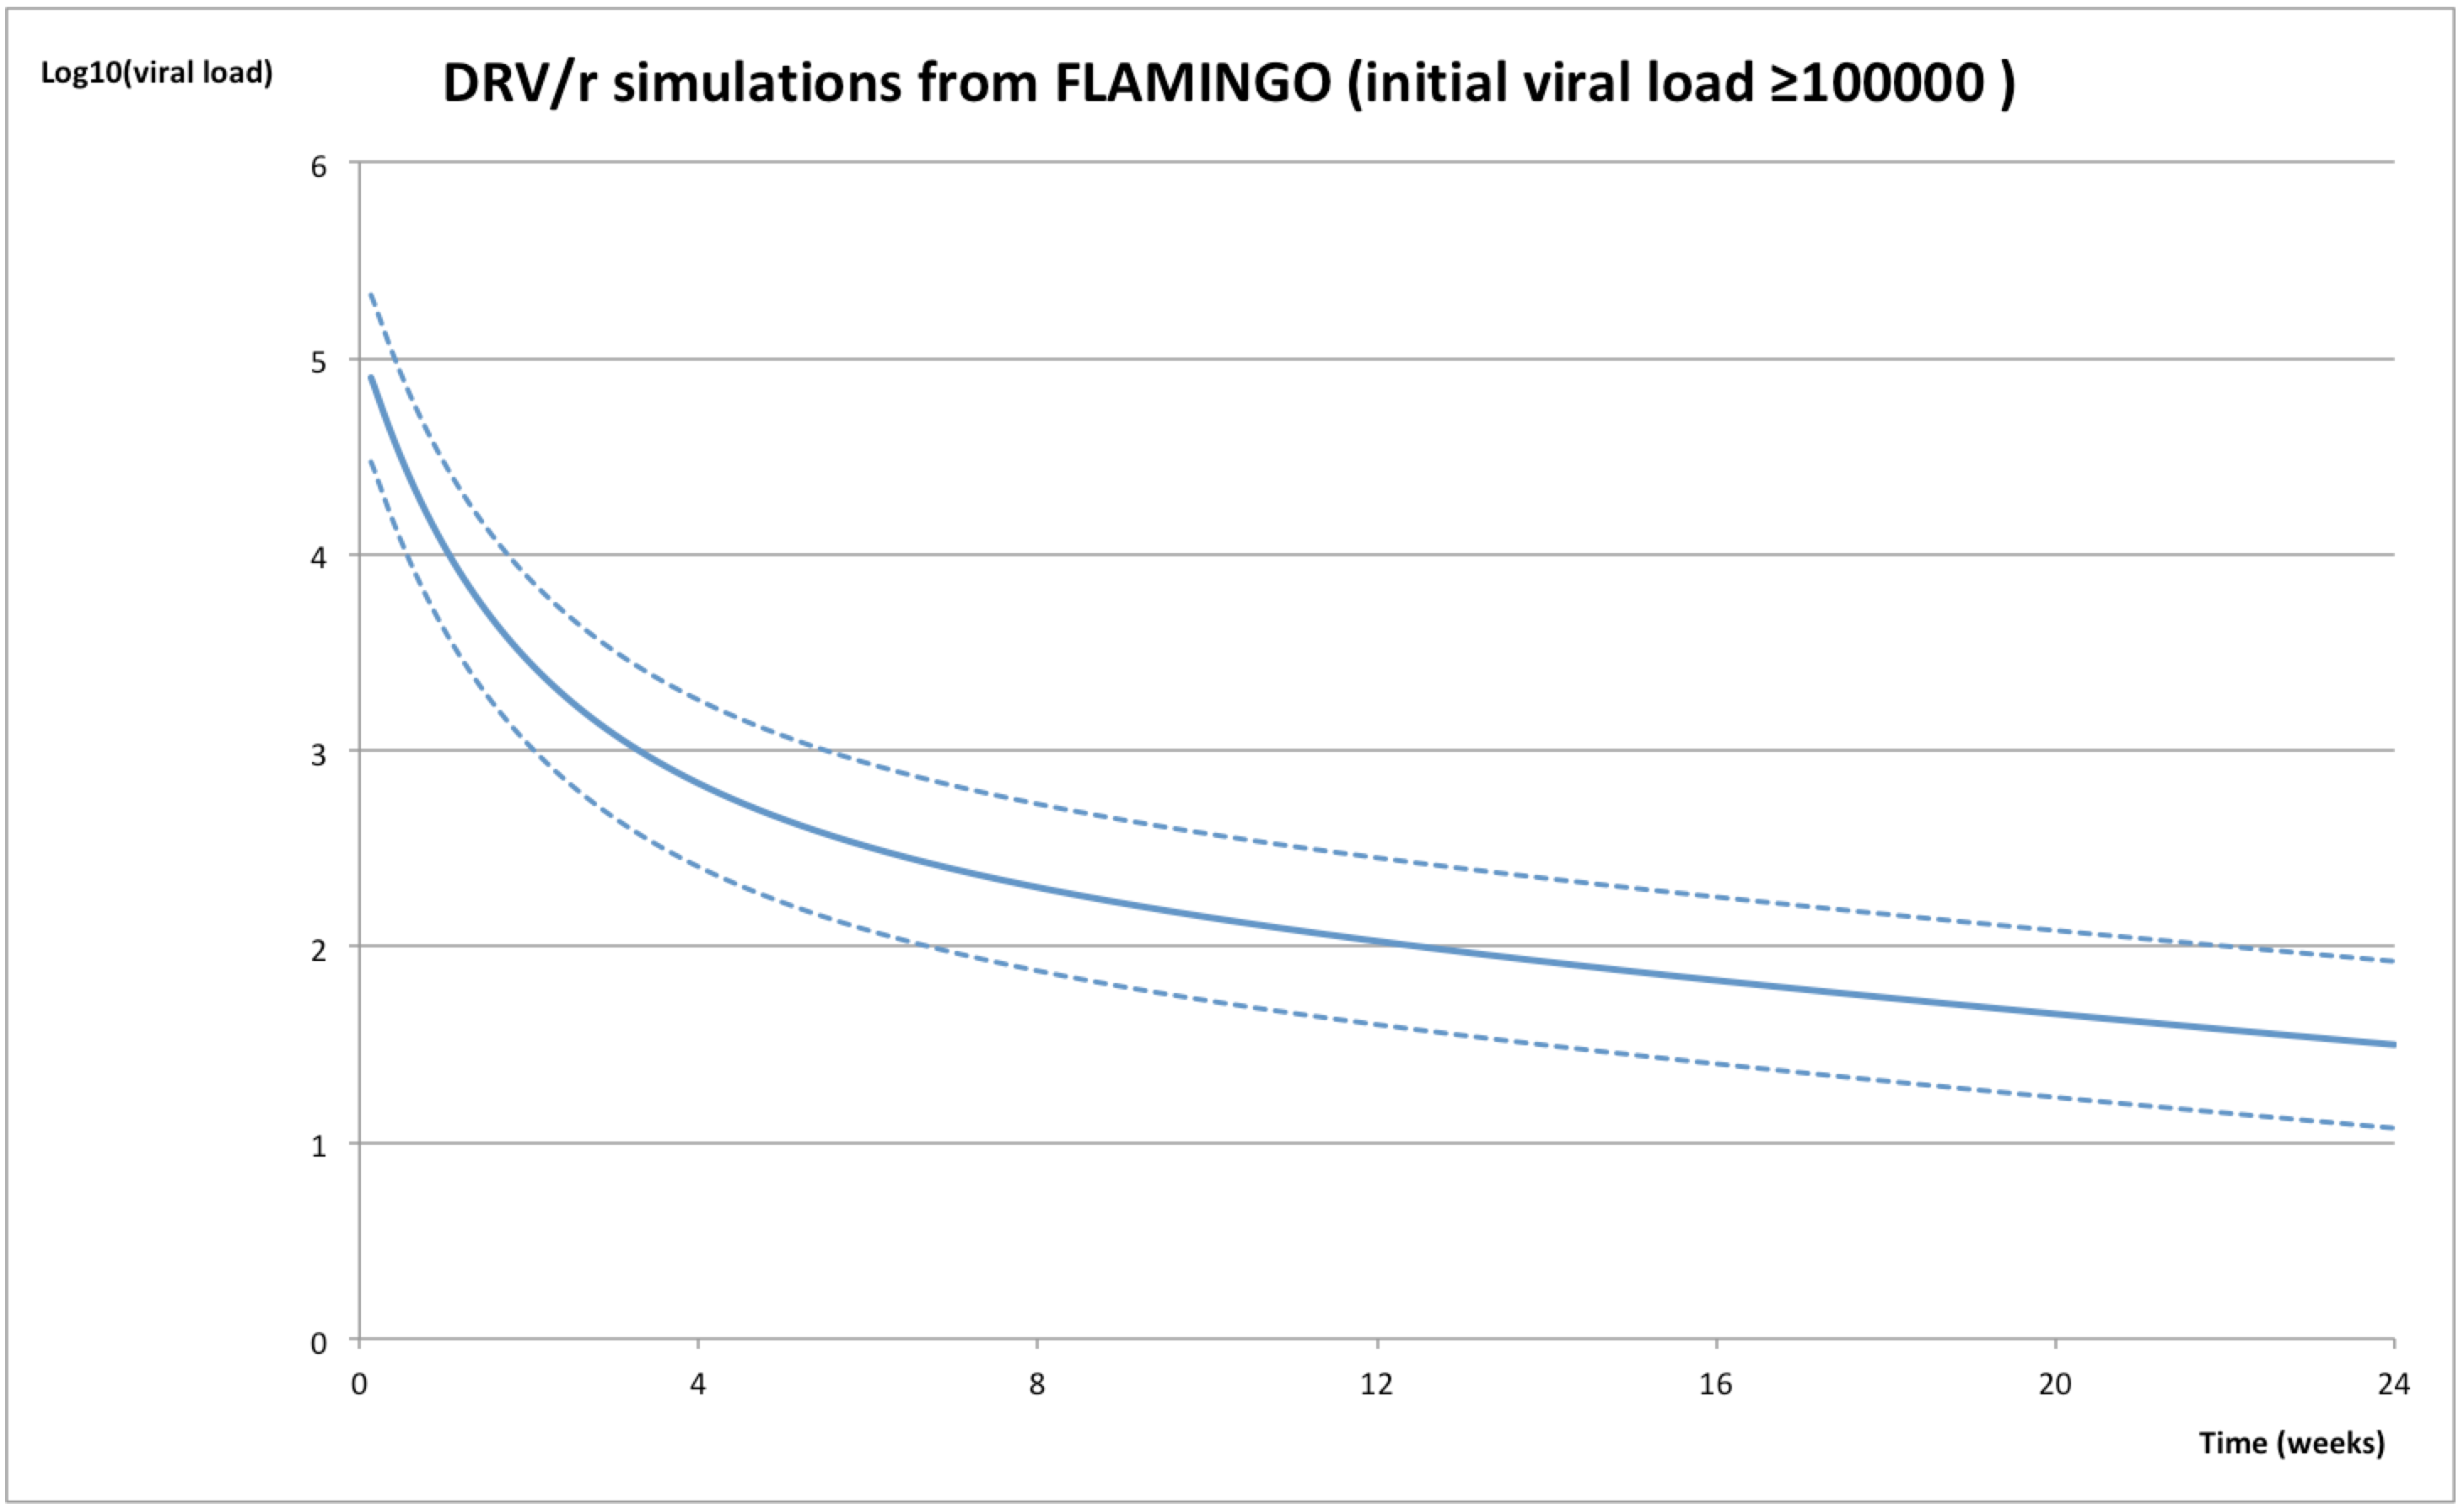 Log10(viral load)
DRV/r simulations from FLAMINGO (initial viral load ≥100000 )
6
5
4
3
2
1
0
0 4 8 12 16 20 24
Time (weeks)